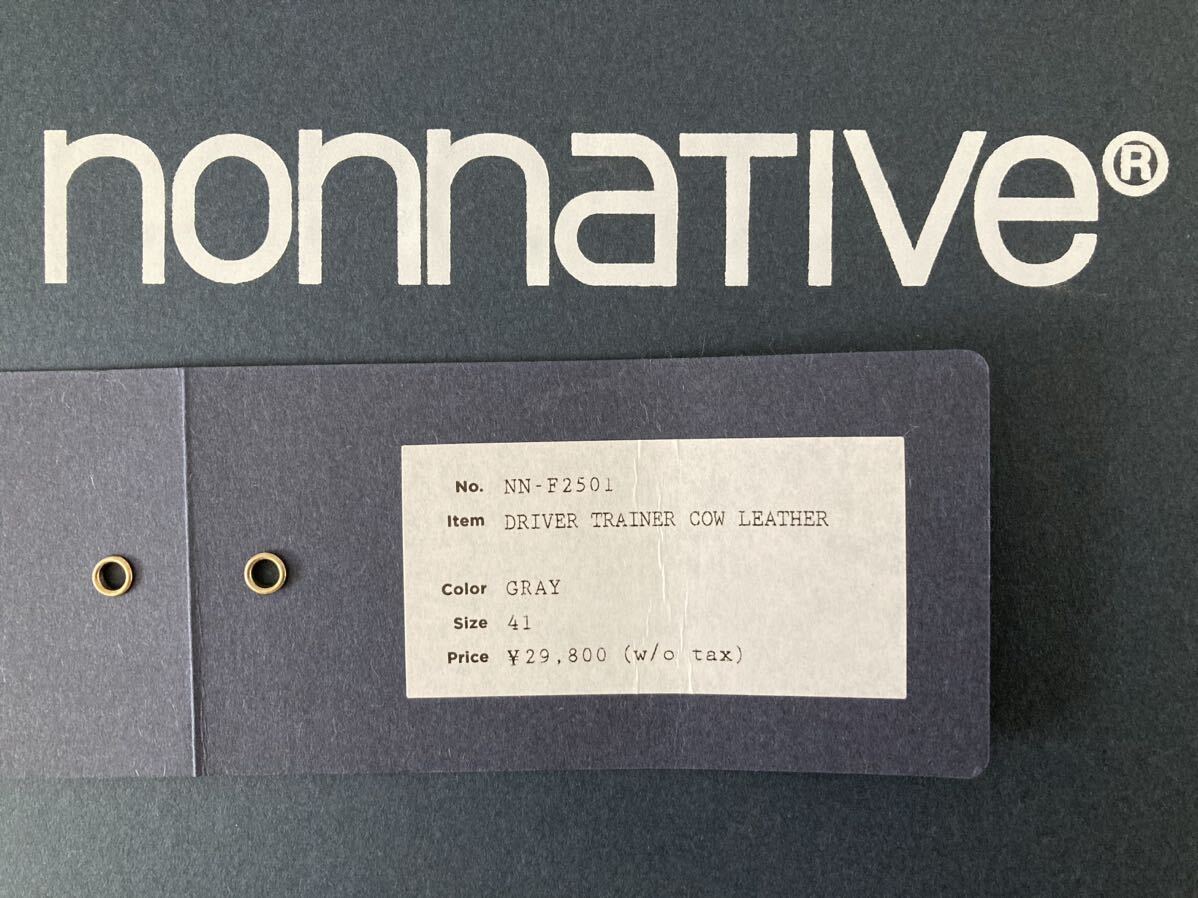 nonnaTIVe®
No. NN-F2501
Item DRIVER TRAINER COW LEATHER
Color GRAY
Size 41
Price ¥29,800 (w/o tax)